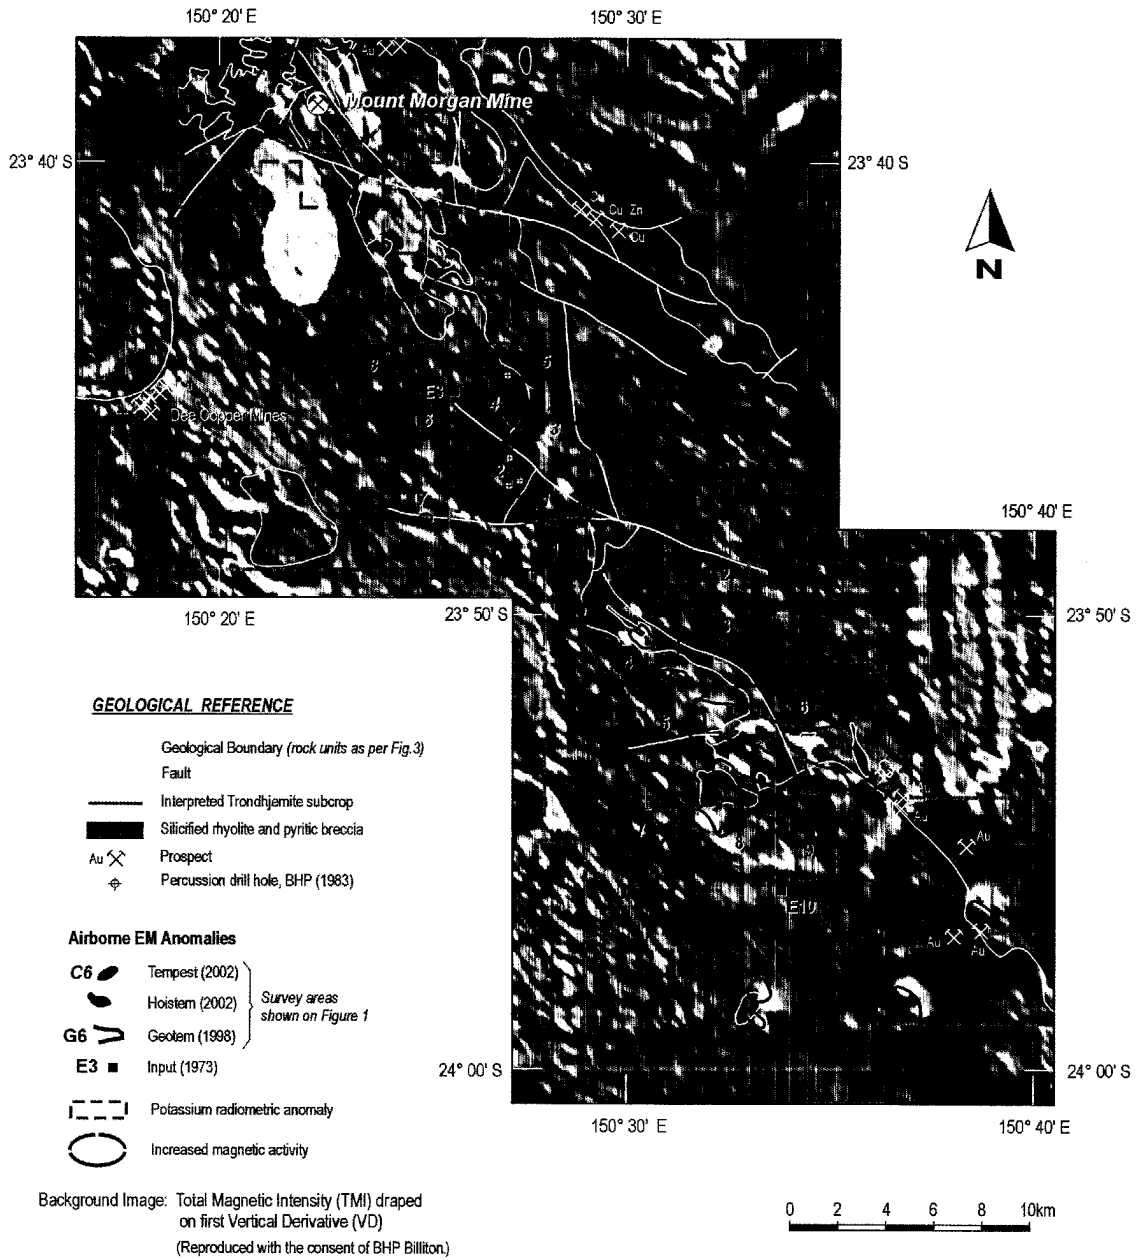 150° 20' E
150° 30' E
Au
Mount Morgan Mine
23° 40' S
23° 40' S
Cu
Cu Zn
Cu
N
5
E3
4
Dee Copper Mines
2
150° 40' E
150° 20' E
23° 50' S
23° 50' S
6
GEOLOGICAL REFERENCE
Geological Boundary (rock units as per Fig.3)
Fault
Interpreted Trondhjemite subcrop
Silicified rhyolite and pyritic breccia
Au Prospect
Percussion drill hole, BHP (1983)
Au
Au
8
E10
Au
Au
Airborne EM Anomalies
C6 Tempest (2002)
Hoistem (2002)
Survey areas
shown on Figure 1
G6 Geotem (1998)
E3 Input (1973)
24° 00' S
24° 00' S
Potassium radiometric anomaly
150° 30' E
150° 40' E
Increased magnetic activity
Background Image: Total Magnetic Intensity (TMI) draped
on first Vertical Derivative (VD)
(Reproduced with the consent of BHP Billiton.)
0 2 4 6 8 10km